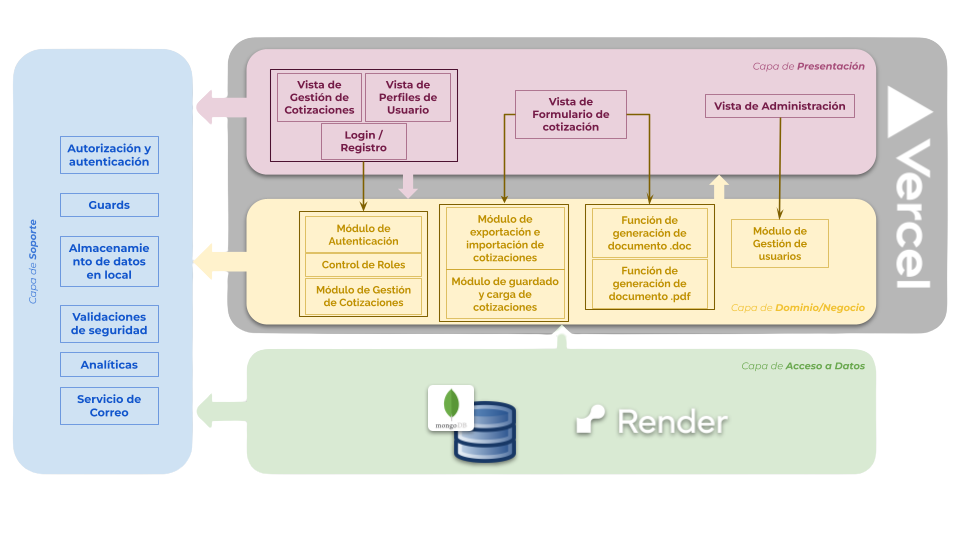 Capa de Soporte
Autorización y
autenticación
Guards
Almacenamie
nto de datos
en local
Validaciones
de seguridad
Analíticas
Servicio de
Correo
Capa de Presentación
Vista de
Gestión de
Cotizaciones
Vista de
Perfiles de
Usuario
Login /
Registro
Vista de
Formulario de
cotización
Vista de Administración
Vercel
Módulo de
Autenticación
Control de Roles
Módulo de Gestión
de Cotizaciones
Módulo de
exportación e
importación de
cotizaciones
Módulo de guardado
y carga de
cotizaciones
Función de
generación de
documento .doc
Función de
generación de
documento .pdf
Módulo de
Gestión de
usuarios
Capa de Dominio/Negocio
Capa de Acceso a Datos
mongoDB
Render